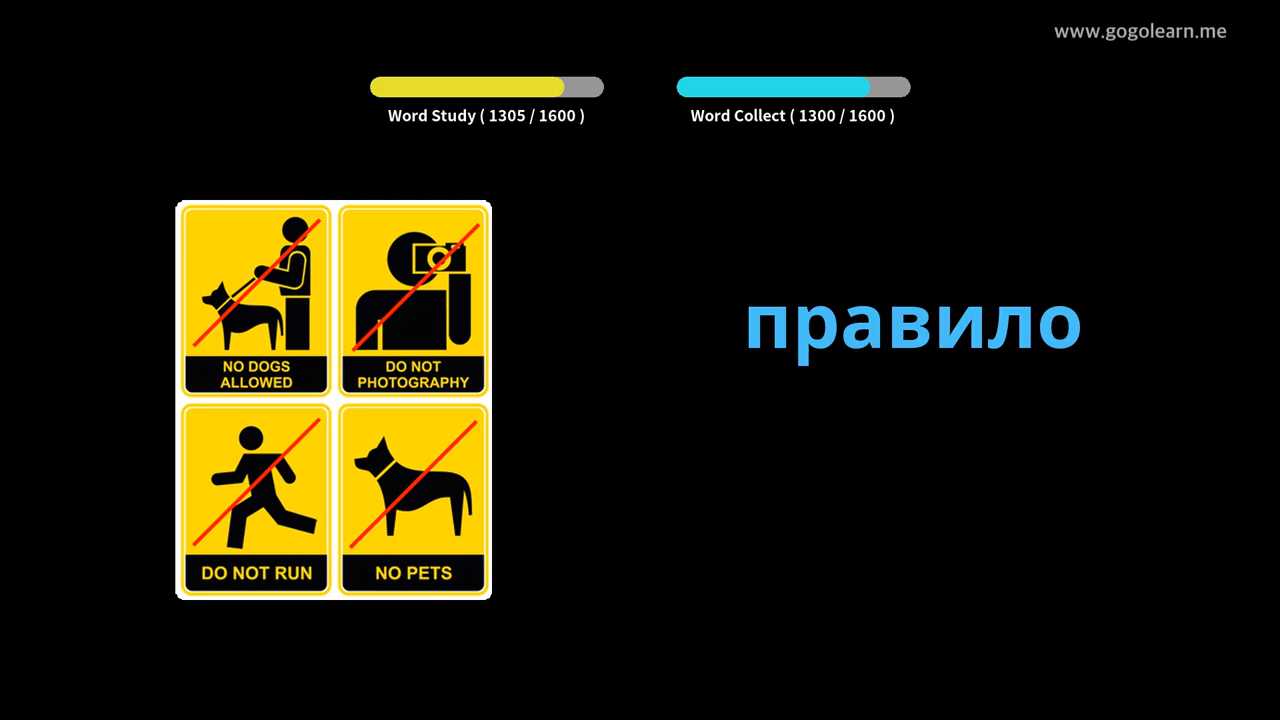 www.gogolearn.me
Word Study ( 1305 / 1600 )
Word Collect ( 1300 / 1600 )
NO DOGS
ALLOWED
DO NOT
PHOTOGRAPHY
правило
DO NOT RUN
NO PETS